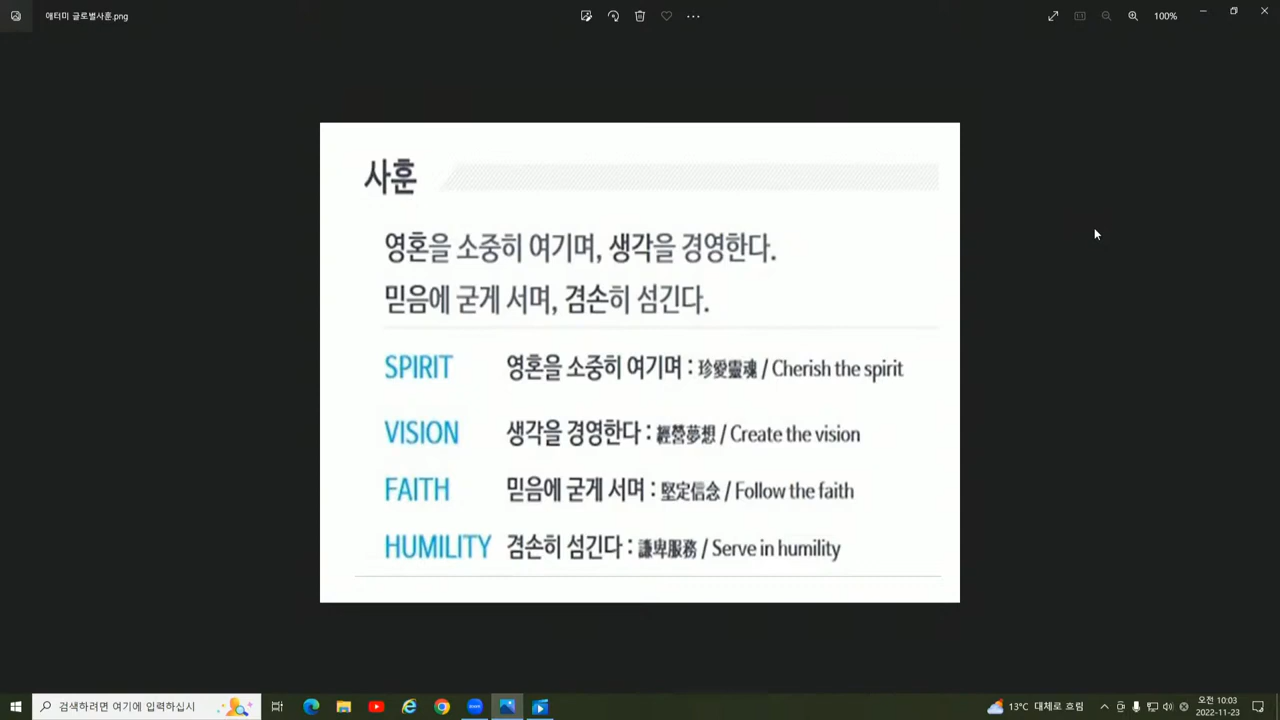 애터미 글로벌사훈.png
100%
사훈
영혼을 소중히 여기며, 생각을 경영한다.
믿음에 굳게 서며, 겸손히 섬긴다.
SPIRIT 영혼을 소중히 여기며 : 珍愛靈魂 / Cherish the spirit
VISION 생각을 경영한다 : 經營夢想 / Create the vision
FAITH 믿음에 굳게 서며 : 堅定信念 / Follow the faith
HUMILITY 겸손히 섬긴다 : 謙卑服務 / Serve in humility
검색하려면 여기에 입력하십시
13°C 대체로 흐림
오전 10:03
2022-11-23